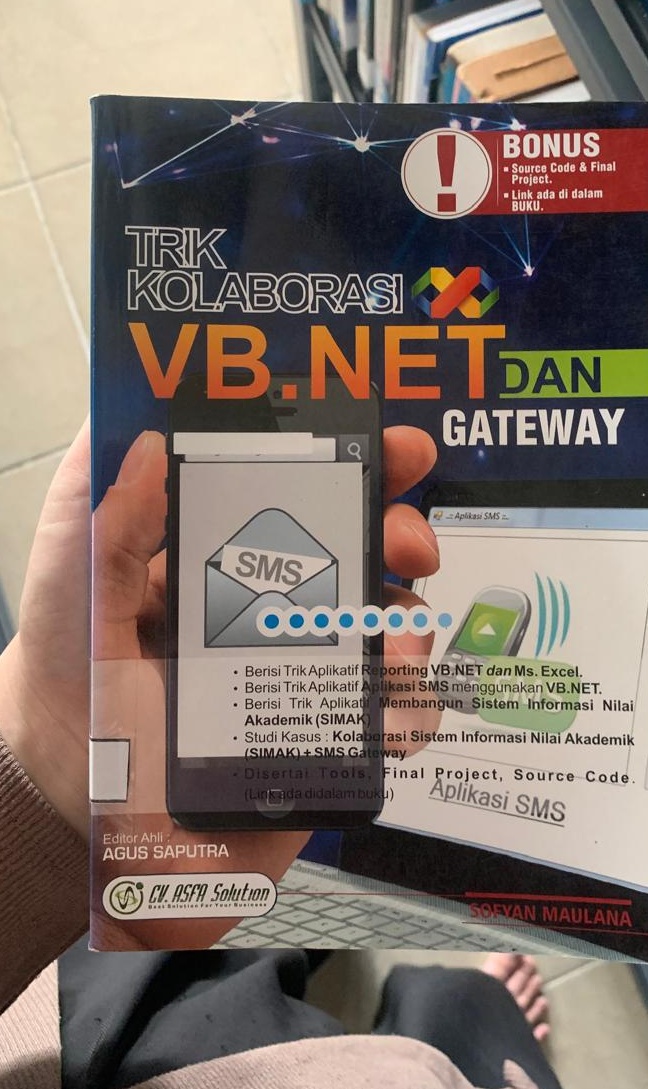 BONUS
▪ Source Code & Final
Project.
▪ Link ada di dalam
BUKU.
TRIK
KOLABORASI
VB.NET DAN
GATEWAY
.:: Aplikasi SMS ::.
SMS
SMS
• Berisi Trik Aplikatif Reporting VB.NET dan Ms. Excel.
• Berisi Trik Aplikatif Aplikasi SMS menggunakan VB.NET.
• Berisi Trik Aplikatif Membangun Sistem Informasi Nilai
Akademik (SIMAK)
• Studi Kasus : Kolaborasi Sistem Informasi Nilai Akademik
(SIMAK) + SMS Gateway
• Disertai Tools, Final Project, Source Code.
(Link ada didalam buku)
Aplikasi SMS
Editor Ahli :
AGUS SAPUTRA
CV. ASFA Solution
Best Solution For Your Business
SOFYAN MAULANA